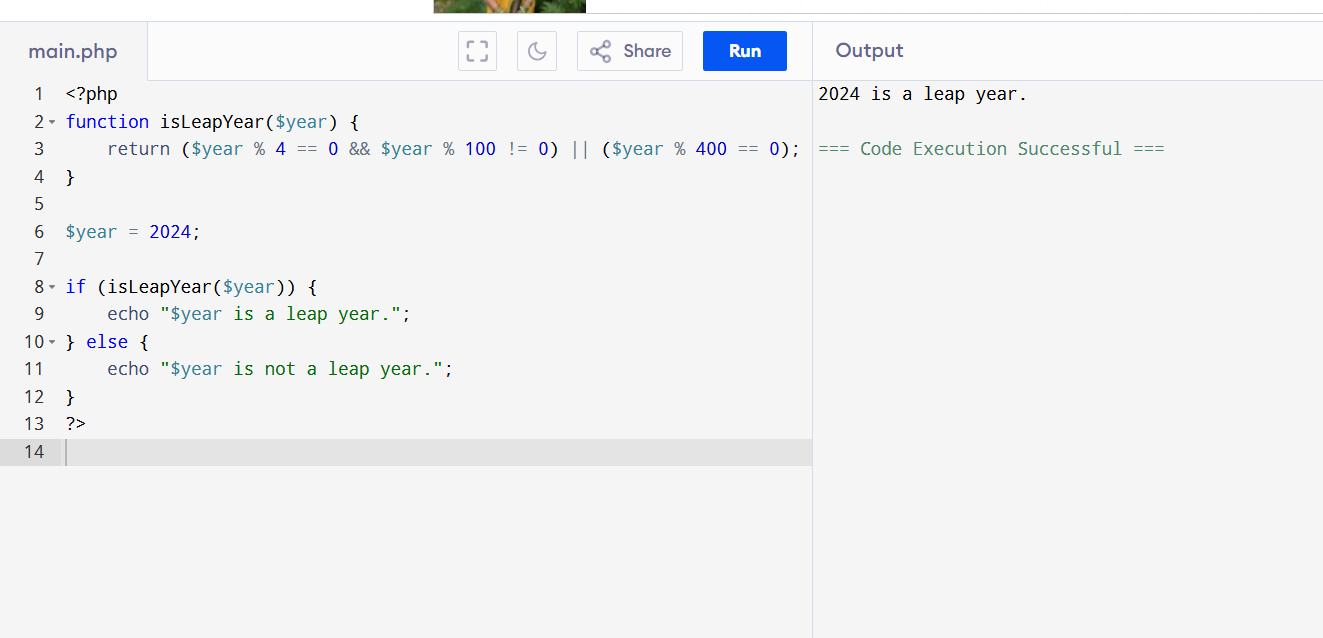 main.php
Share
Run
Output
1 <?php
2 function isLeapYear($year) {
3     return ($year % 4 == 0 && $year % 100 != 0) || ($year % 400 == 0);
4 }
5
6 $year = 2024;
7
8 if (isLeapYear($year)) {
9     echo "$year is a leap year.";
10 } else {
11     echo "$year is not a leap year.";
12 }
13 ?>
14
2024 is a leap year.
=== Code Execution Successful ===